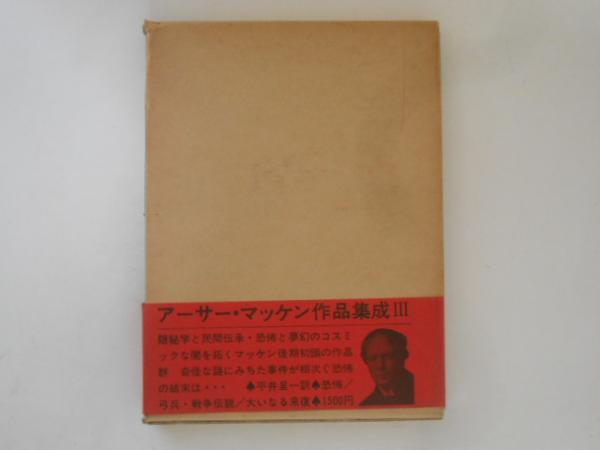 アーサー・マッケン作品集成III
隠秘学と民間伝承・恐怖と夢幻のコスミ
ックな闇を拓くマッケン後期初頭の作品
群　奇怪な謎にみちた事件が相次ぐ恐怖
の結末は・・・　♠平井呈一訳♠恐怖／
弓兵・戦争伝説／大いなる来復♠1500円